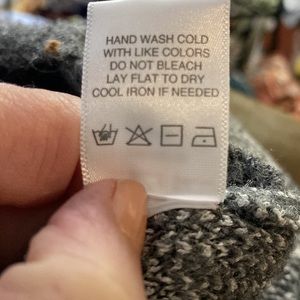 HAND WASH COLD
WITH LIKE COLORS
DO NOT BLEACH
LAY FLAT TO DRY
COOL IRON IF NEEDED